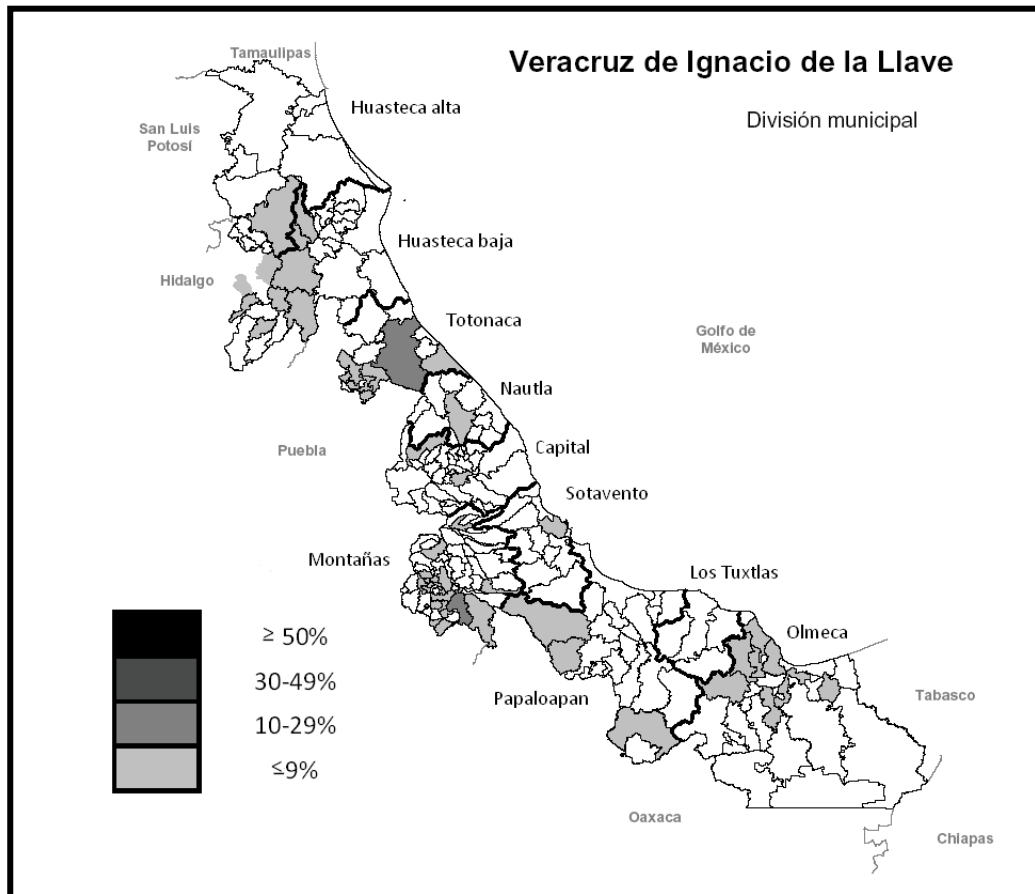 Tamaulipas
Veracruz de Ignacio de la Llave
Huasteca alta
División municipal
San Luis
Potosí
Huasteca baja
Hidalgo
Totonaca
Golfo de
México
Nautla
Puebla
Capital
Sotavento
Montañas
Los Tuxtlas
Olmeca
≥ 50%
30-49%
10-29%
≤9%
Papaloapan
Tabasco
Oaxaca
Chiapas